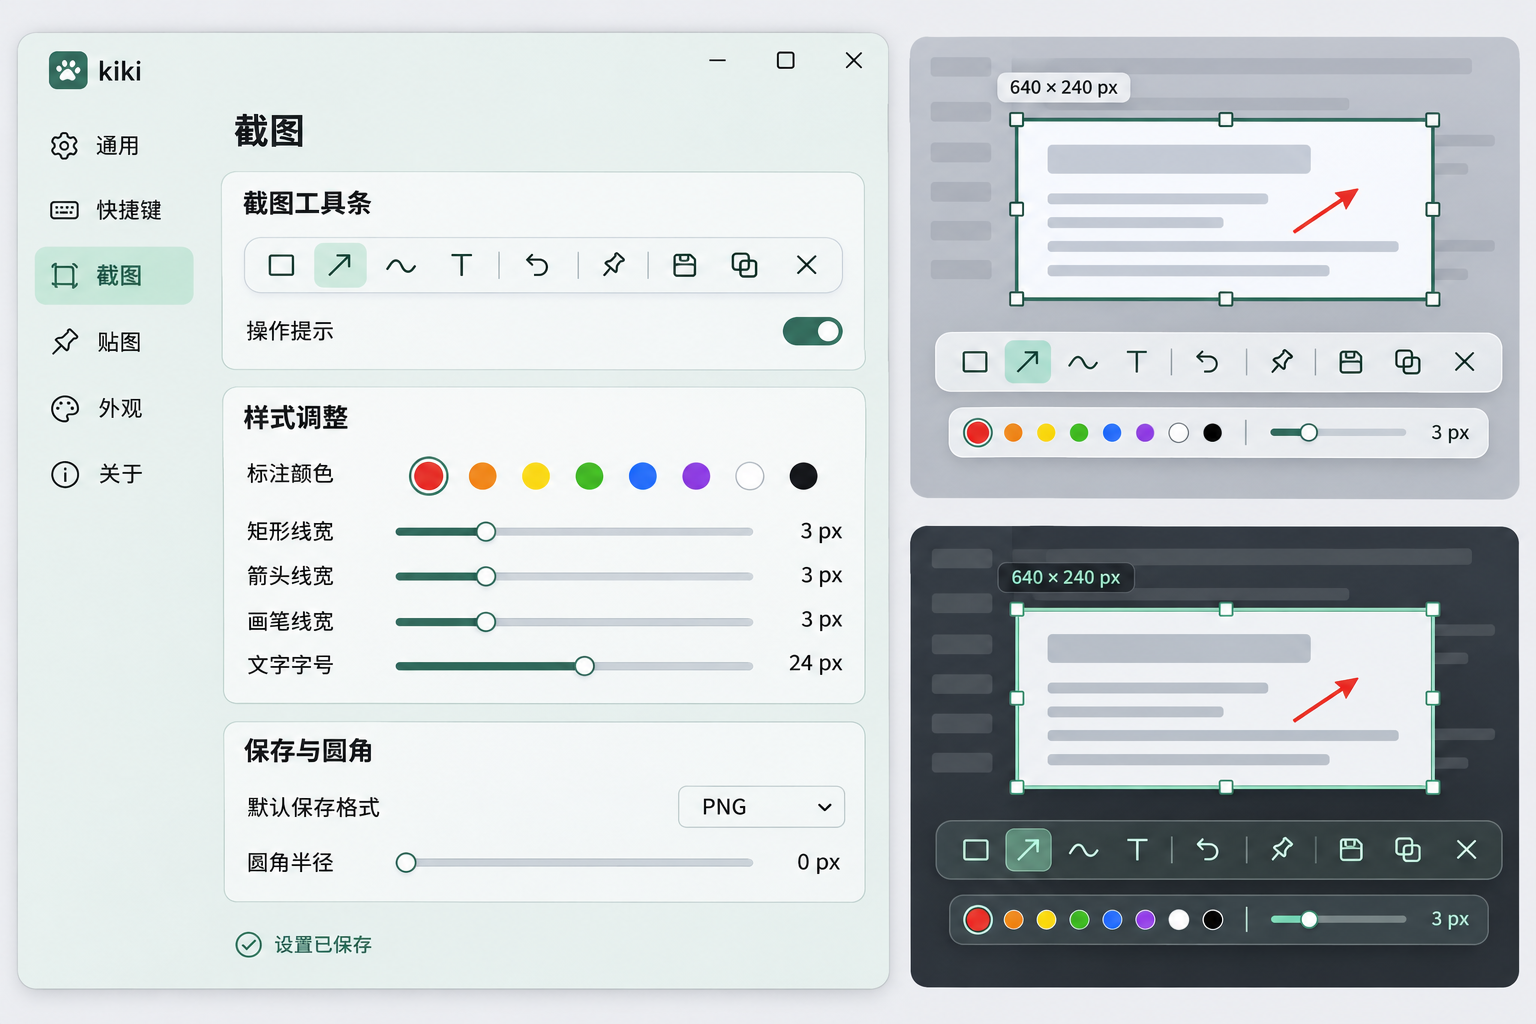 kiki
通用
快捷键
截图
贴图
外观
关于
截图
截图工具条
T
操作提示
样式调整
标注颜色
矩形线宽 3 px
箭头线宽 3 px
画笔线宽 3 px
文字字号 24 px
保存与圆角
默认保存格式 PNG
圆角半径 0 px
设置已保存
640 × 240 px
T
3 px
640 × 240 px
T
3 px